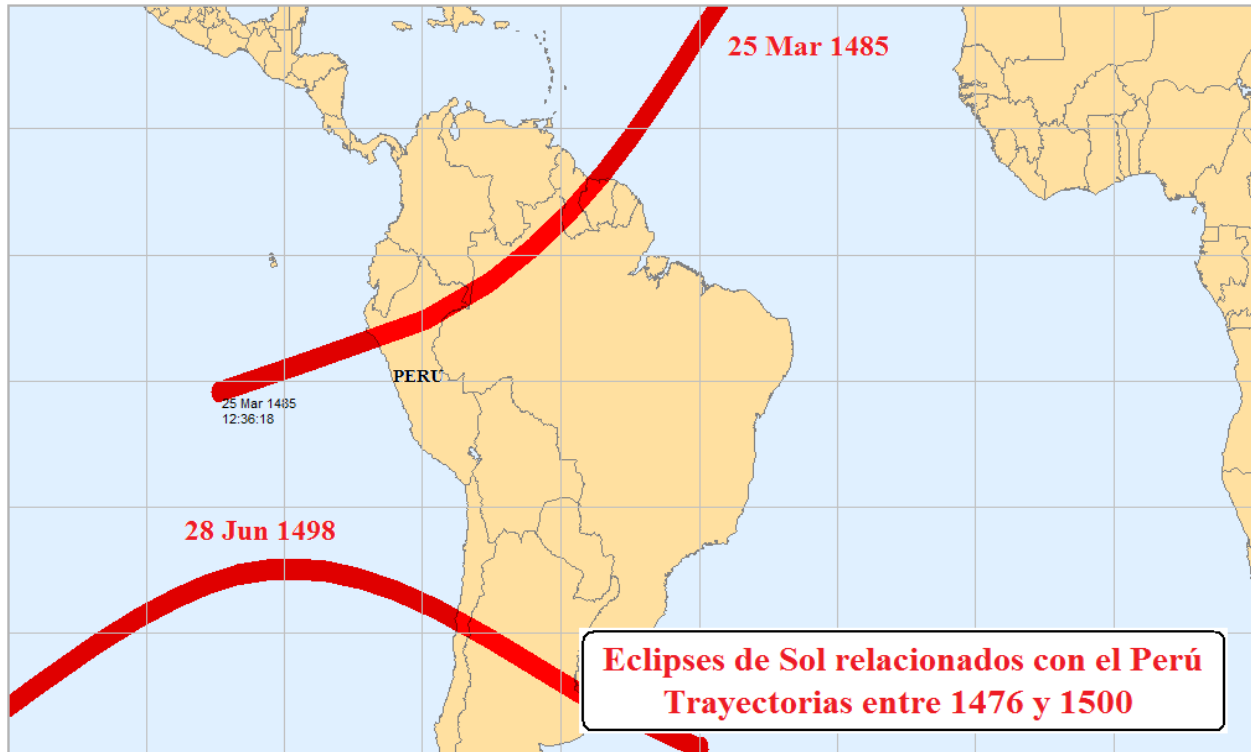 25 Mar 1485
PERÚ
25 Mar 1485
12:36:18
28 Jun 1498
Eclipses de Sol relacionados con el Perú
Trayectorias entre 1476 y 1500